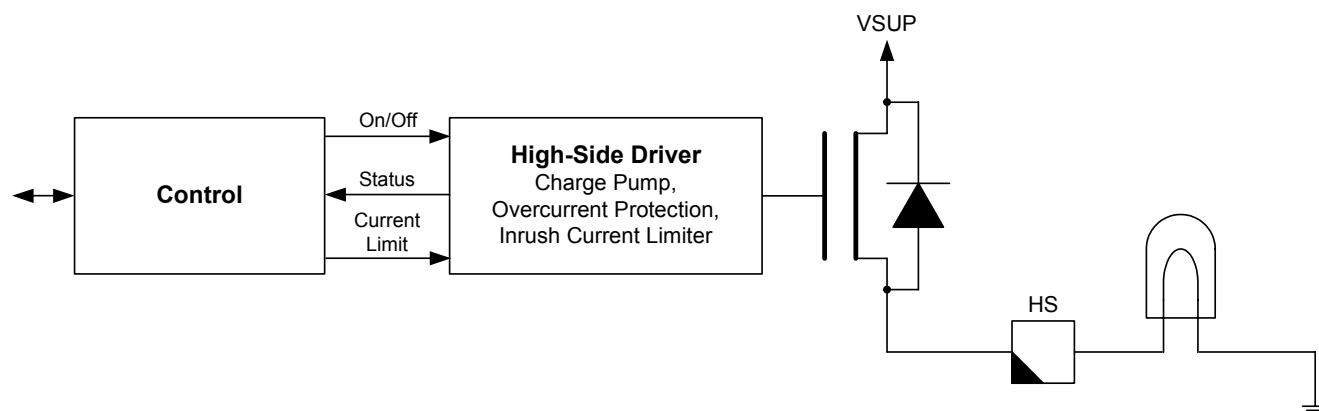 VSUP
On/Off
High-Side Driver
Control
Status
Charge Pump,
Overcurrent Protection,
Inrush Current Limiter
Current
Limit
HS